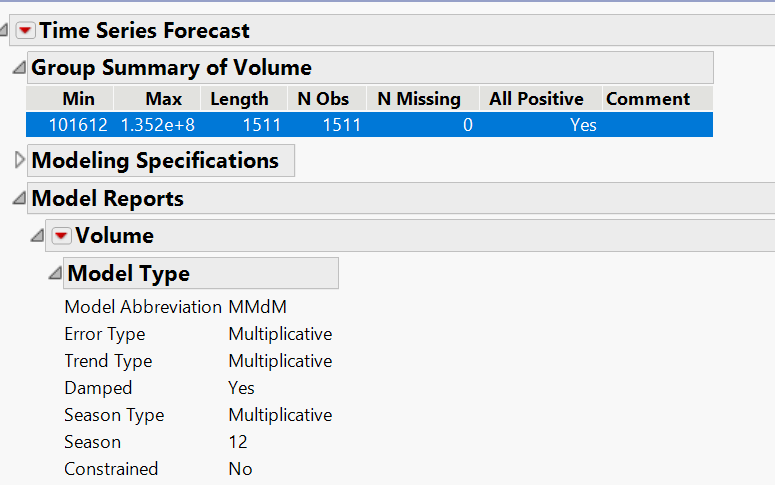 Time Series Forecast
Group Summary of Volume
Min Max Length N Obs N Missing All Positive Comment
101612 1.352e+8 1511 1511 0 Yes
Modeling Specifications
Model Reports
Volume
Model Type
Model Abbreviation MMdM
Error Type Multiplicative
Trend Type Multiplicative
Damped Yes
Season Type Multiplicative
Season 12
Constrained No